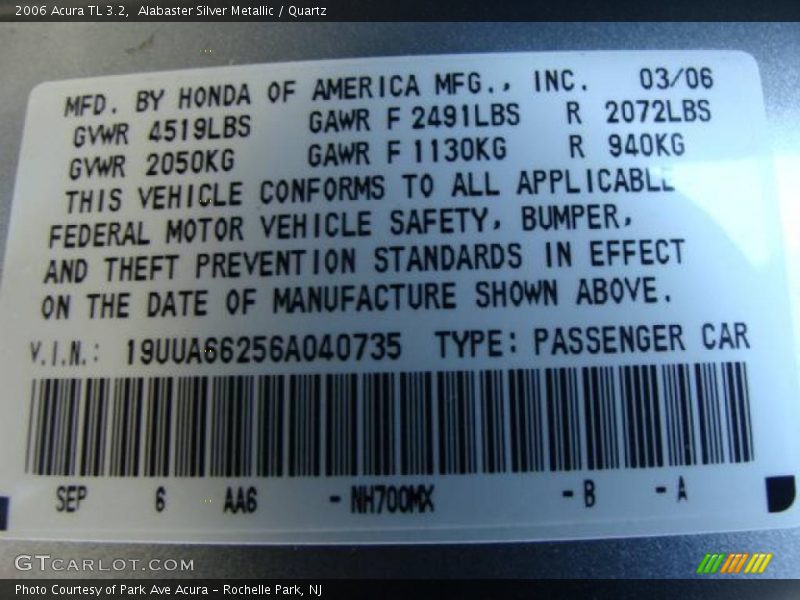 2006 Acura TL 3.2, Alabaster Silver Metallic / Quartz
MFD. BY HONDA OF AMERICA MFG., INC. 03/06
GVWR 4519LBS GAWR F 2491LBS R 2072LBS
GVWR 2050KG GAWR F 1130KG R 940KG
THIS VEHICLE CONFORMS TO ALL APPLICABLE
FEDERAL MOTOR VEHICLE SAFETY, BUMPER,
AND THEFT PREVENTION STANDARDS IN EFFECT
ON THE DATE OF MANUFACTURE SHOWN ABOVE.
V.I.N.: 19UUA66256A040735 TYPE: PASSENGER CAR
SEP 6 AA6 - NH700MX - B - A
GTCARLOT.COM
Photo Courtesy of Park Ave Acura - Rochelle Park, NJ